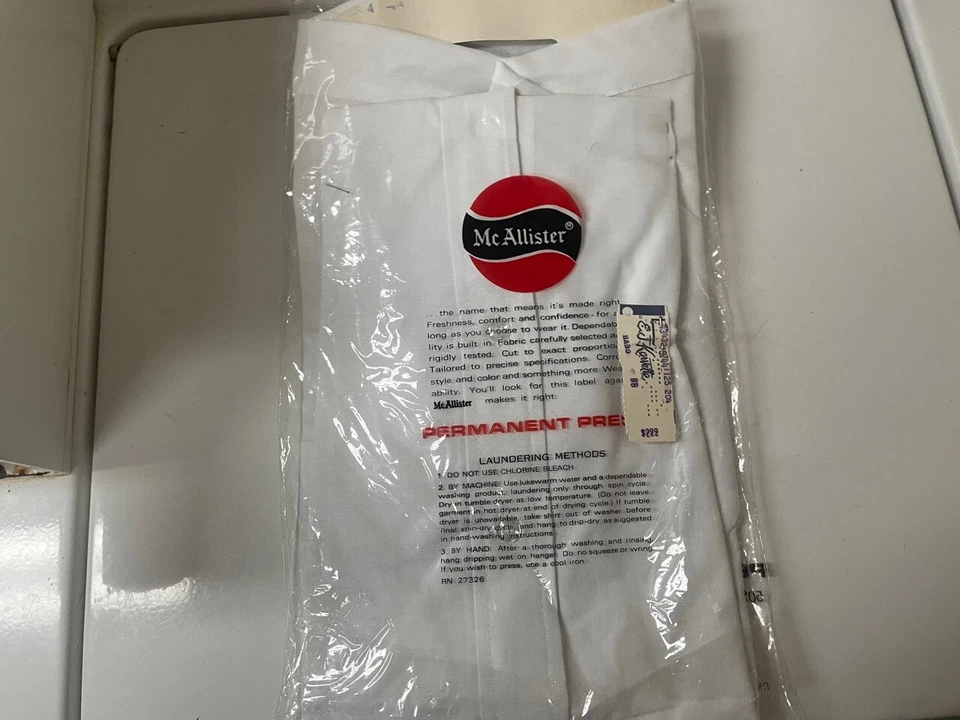 Mc Allister®
... the name that means it's made right.
Freshness, comfort and confidence - for a
long as you choose to wear it. Dependab
lity is built in. Fabric carefully selected a
rigidly tested. Cut to exact proportio
Tailored to precise specifications. Corre
style and color and something more. Wea
ability. You'll look for this label aga
McAllister makes it right.
PERMANENT PRES
LAUNDERING METHODS
1. DO NOT USE CHLORINE BLEACH
2. BY MACHINE: Use lukewarm water and a dependable
washing product, laundering only through spin cycle.
Dry in tumble dryer at low temperature. (Do not leave
garment in hot dryer at end of drying cycle.) If tumble
dryer is unavailable, take shirt out of washer before
final spin-dry cycle, and hang to drip-dry as suggested
in hand-washing instructions.
3. BY HAND: After a thorough washing and rinsing
hang dripping wet on hanger. Do no squeeze or wring
If you wish to press, use a cool iron.
RN 27326